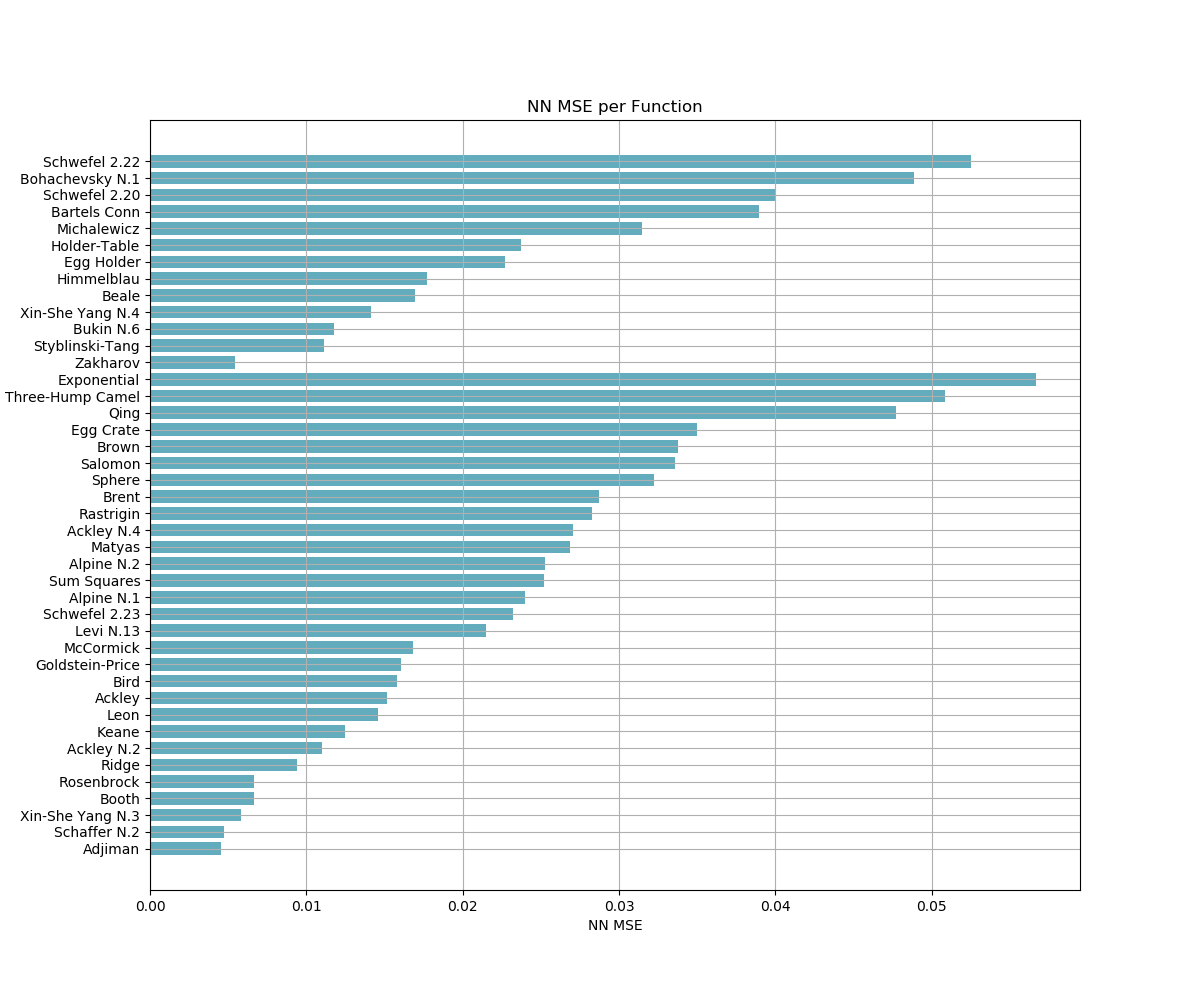 NN MSE per Function
Schwefel 2.22
Bohachevsky N.1
Schwefel 2.20
Bartels Conn
Michalewicz
Holder-Table
Egg Holder
Himmelblau
Beale
Xin-She Yang N.4
Bukin N.6
Styblinski-Tang
Zakharov
Exponential
Three-Hump Camel
Qing
Egg Crate
Brown
Salomon
Sphere
Brent
Rastrigin
Ackley N.4
Matyas
Alpine N.2
Sum Squares
Alpine N.1
Schwefel 2.23
Levi N.13
McCormick
Goldstein-Price
Bird
Ackley
Leon
Keane
Ackley N.2
Ridge
Rosenbrock
Booth
Xin-She Yang N.3
Schaffer N.2
Adjiman
0.00 0.01 0.02 0.03 0.04 0.05
NN MSE